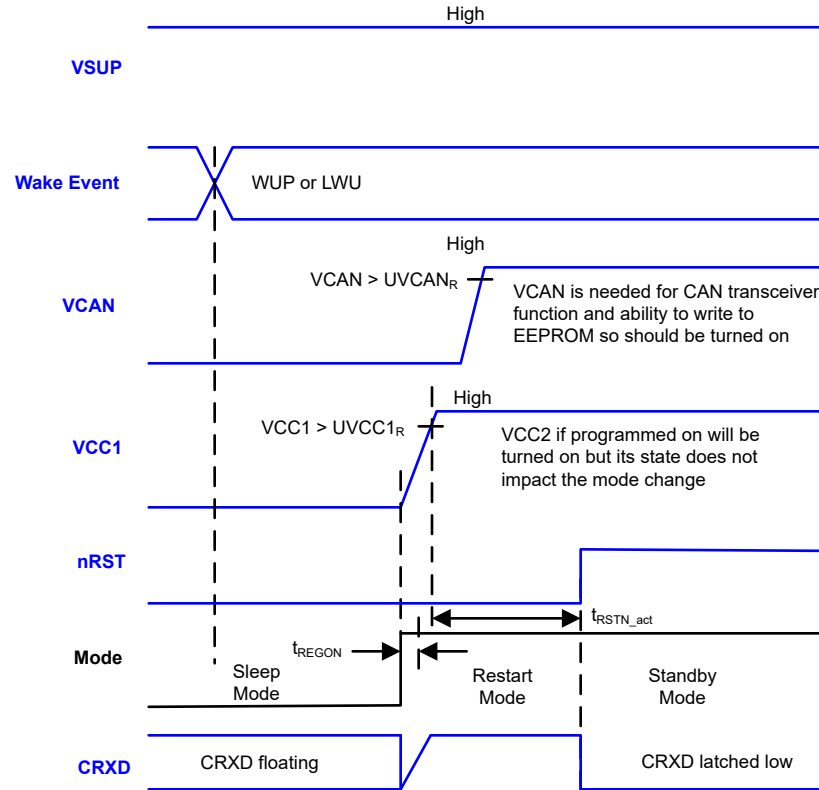 High
VSUP
Wake Event
WUP or LWU
High
VCAN > UVCANR
VCAN
VCAN is needed for CAN transceiver
function and ability to write to
EEPROM so should be turned on
High
VCC1 > UVCC1R
VCC1
VCC2 if programmed on will be
turned on but its state does not
impact the mode change
nRST
tRSTN_act
Mode
tREGON
Sleep
Mode
Restart
Mode
Standby
Mode
CRXD
CRXD floating
CRXD latched low